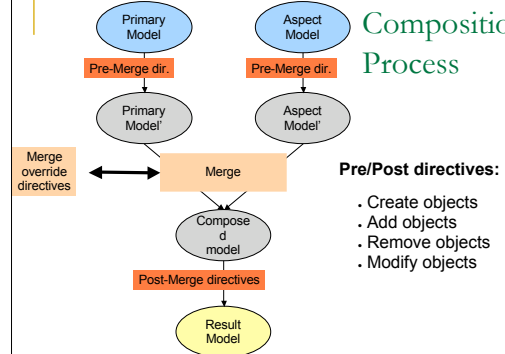 Primary
Model
Aspect
Model
Compositio
Process
Pre-Merge dir.
Pre-Merge dir.
Primary
Model'
Aspect
Model'
Merge
override
directives
Merge
Pre/Post directives:
. Create objects
. Add objects
. Remove objects
. Modify objects
Compose
d
model
Post-Merge directives
Result
Model